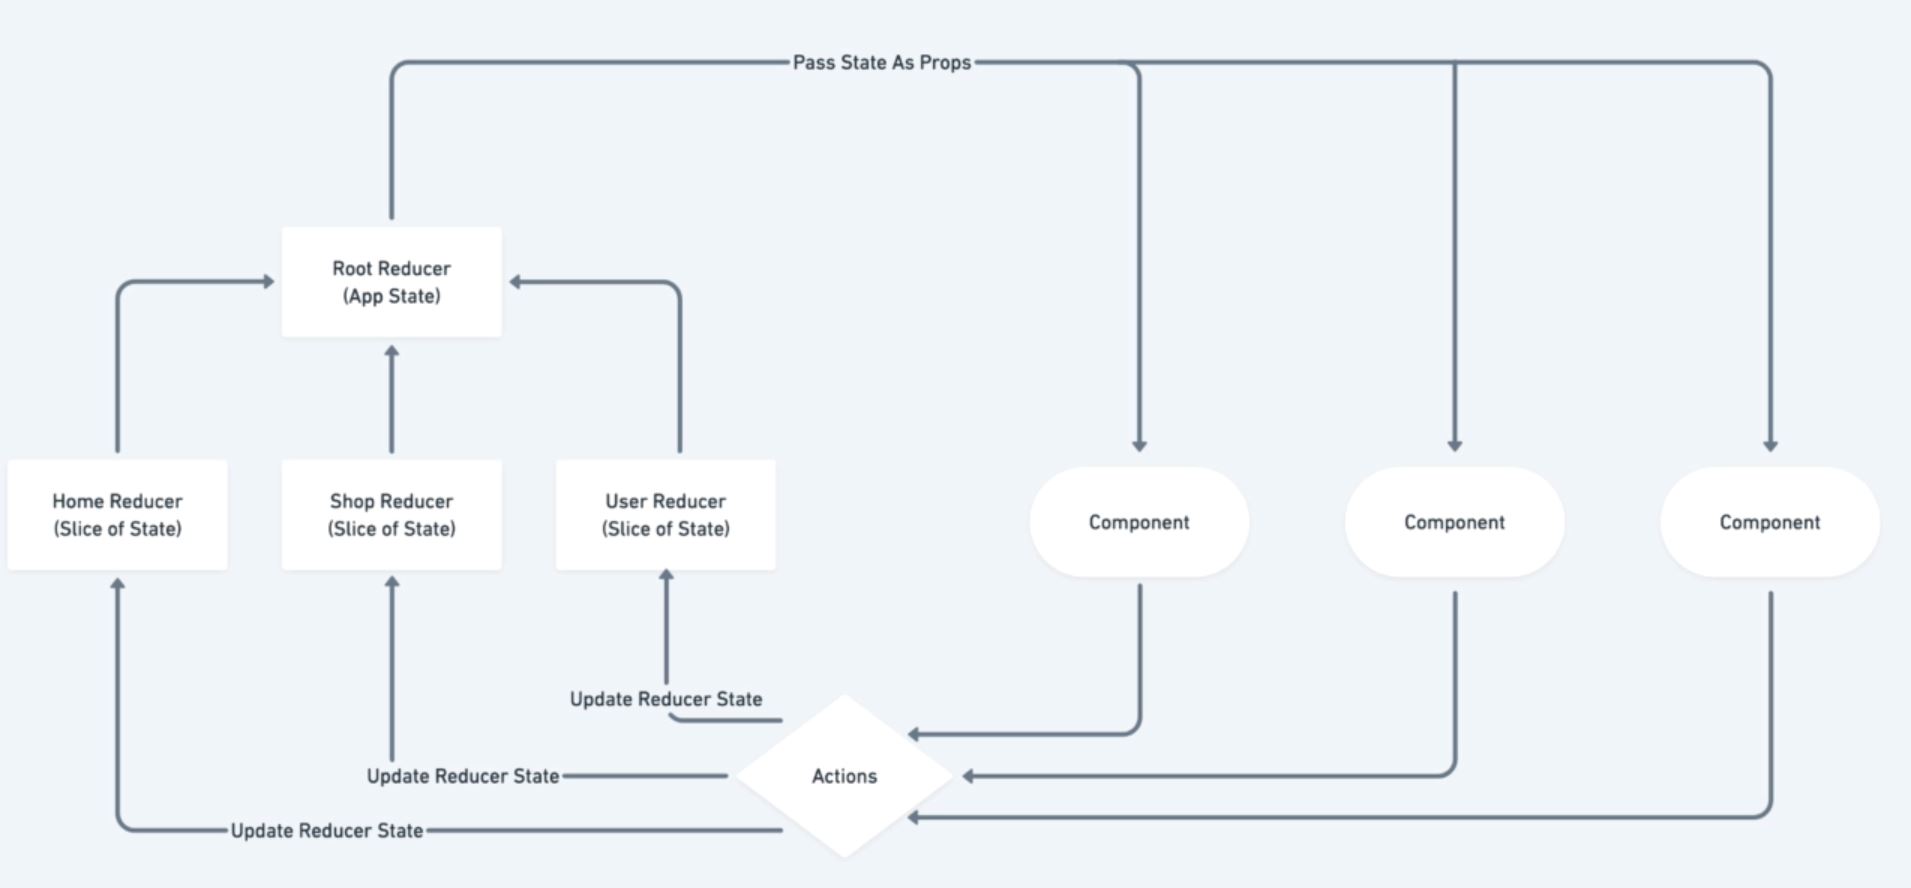 Pass State As Props
Root Reducer
(App State)
Home Reducer
(Slice of State)
Shop Reducer
(Slice of State)
User Reducer
(Slice of State)
Component
Component
Component
Update Reducer State
Update Reducer State
Actions
Update Reducer State